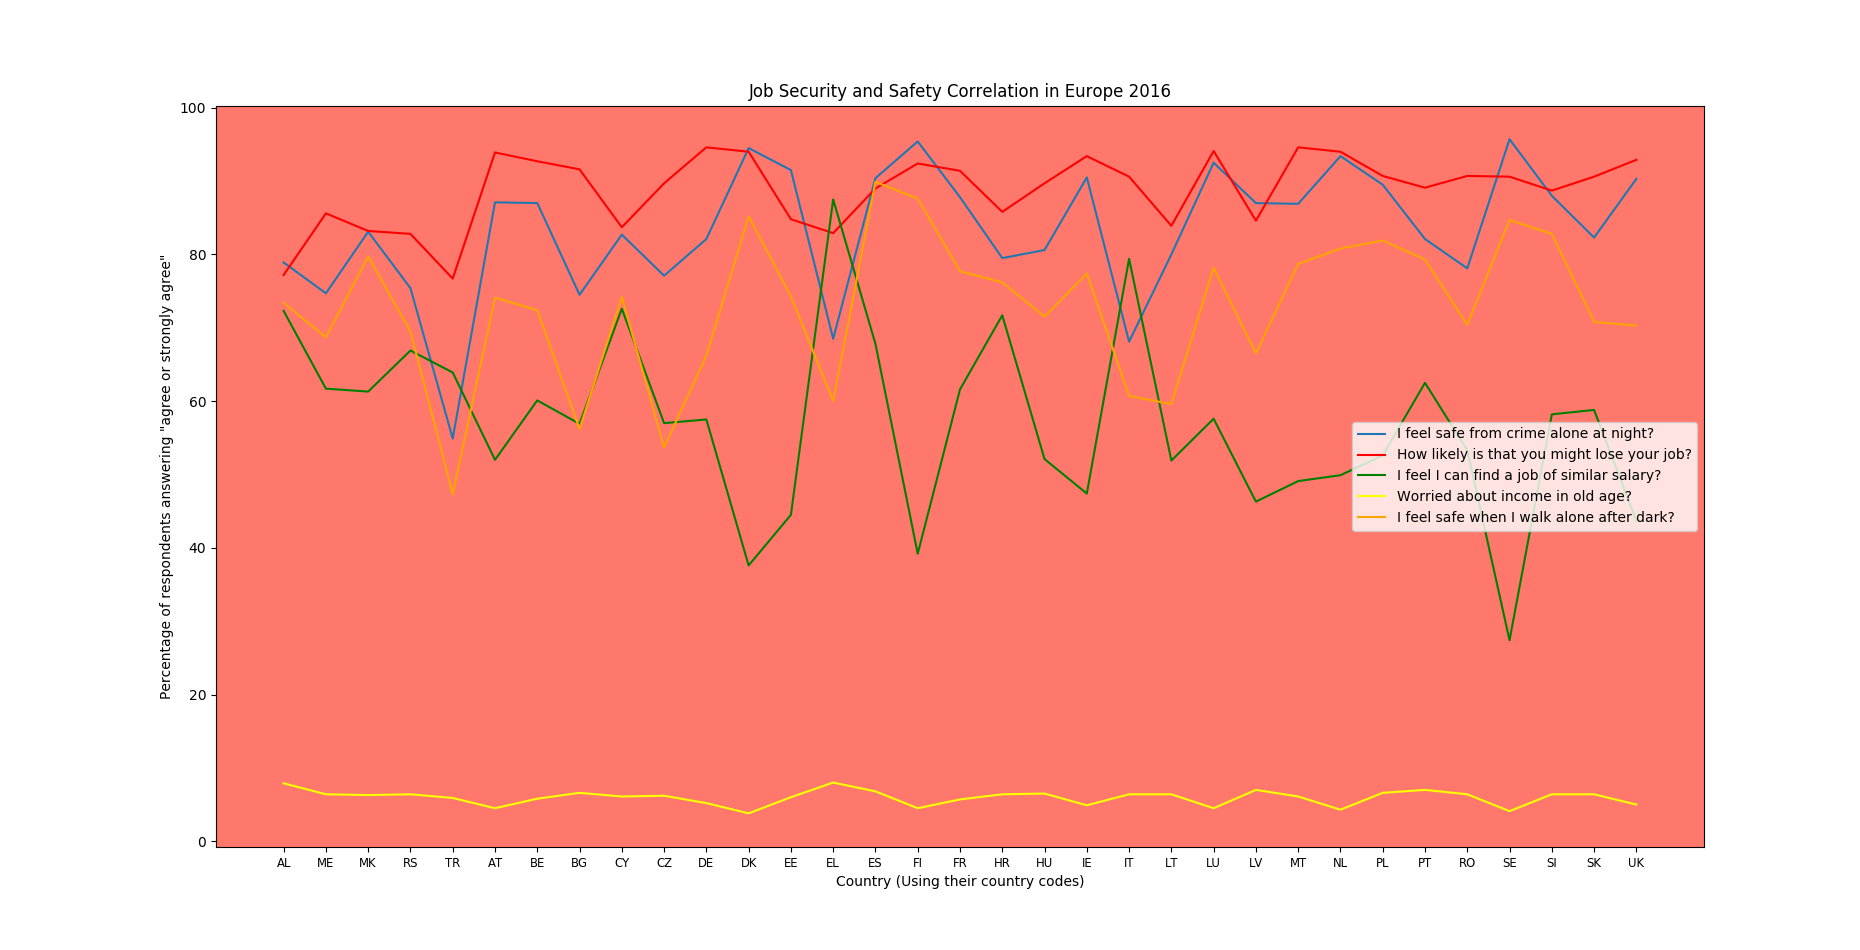 Job Security and Safety Correlation in Europe 2016
Percentage of respondents answering "agree or strongly agree"
100
80
60
40
20
0
I feel safe from crime alone at night?
How likely is that you might lose your job?
I feel I can find a job of similar salary?
Worried about income in old age?
I feel safe when I walk alone after dark?
AL ME MK RS TR AT BE BG CY CZ DE DK EE EL ES FI FR HR HU IE IT LT LU LV MT NL PL PT RO SE SI SK UK
Country (Using their country codes)